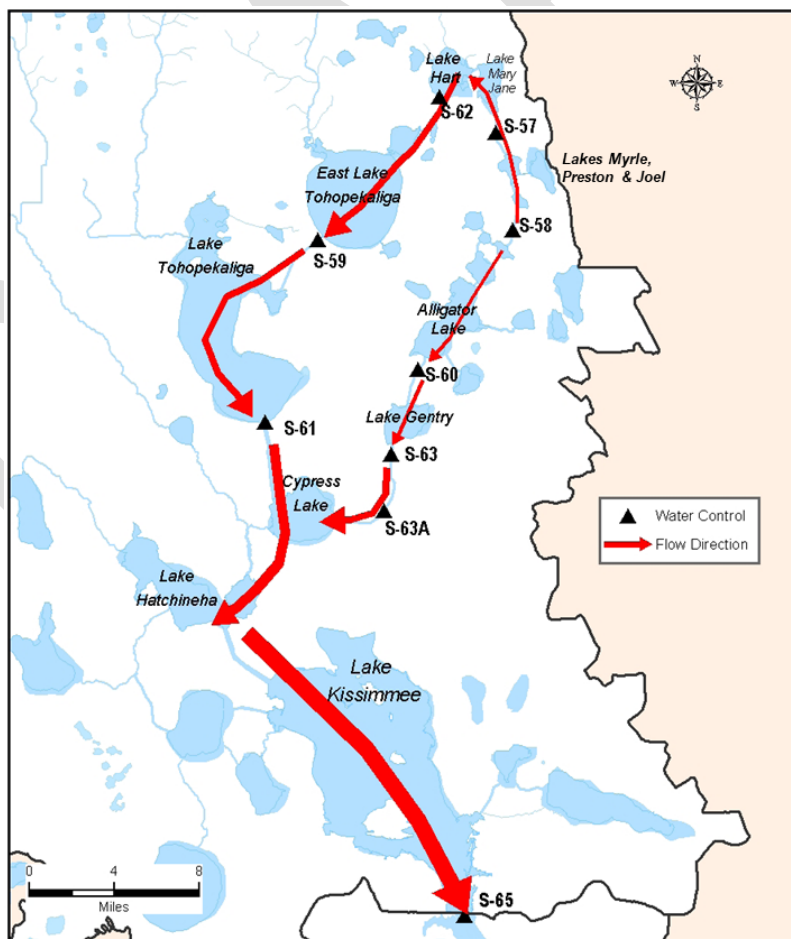 Lake
Hart
Lake
Mary
Jane
N
W E
S
S-62
S-57
Lakes Myrle,
Preston & Joel
East Lake
Tohopekaliga
S-58
Lake
Tohopekaliga
S-59
Alligator
Lake
S-60
Lake Gentry
S-61
S-63
Cypress
Lake
S-63A
Water Control
Flow Direction
Lake
Hatchineha
Lake
Kissimmee
0 4 8
Miles
S-65